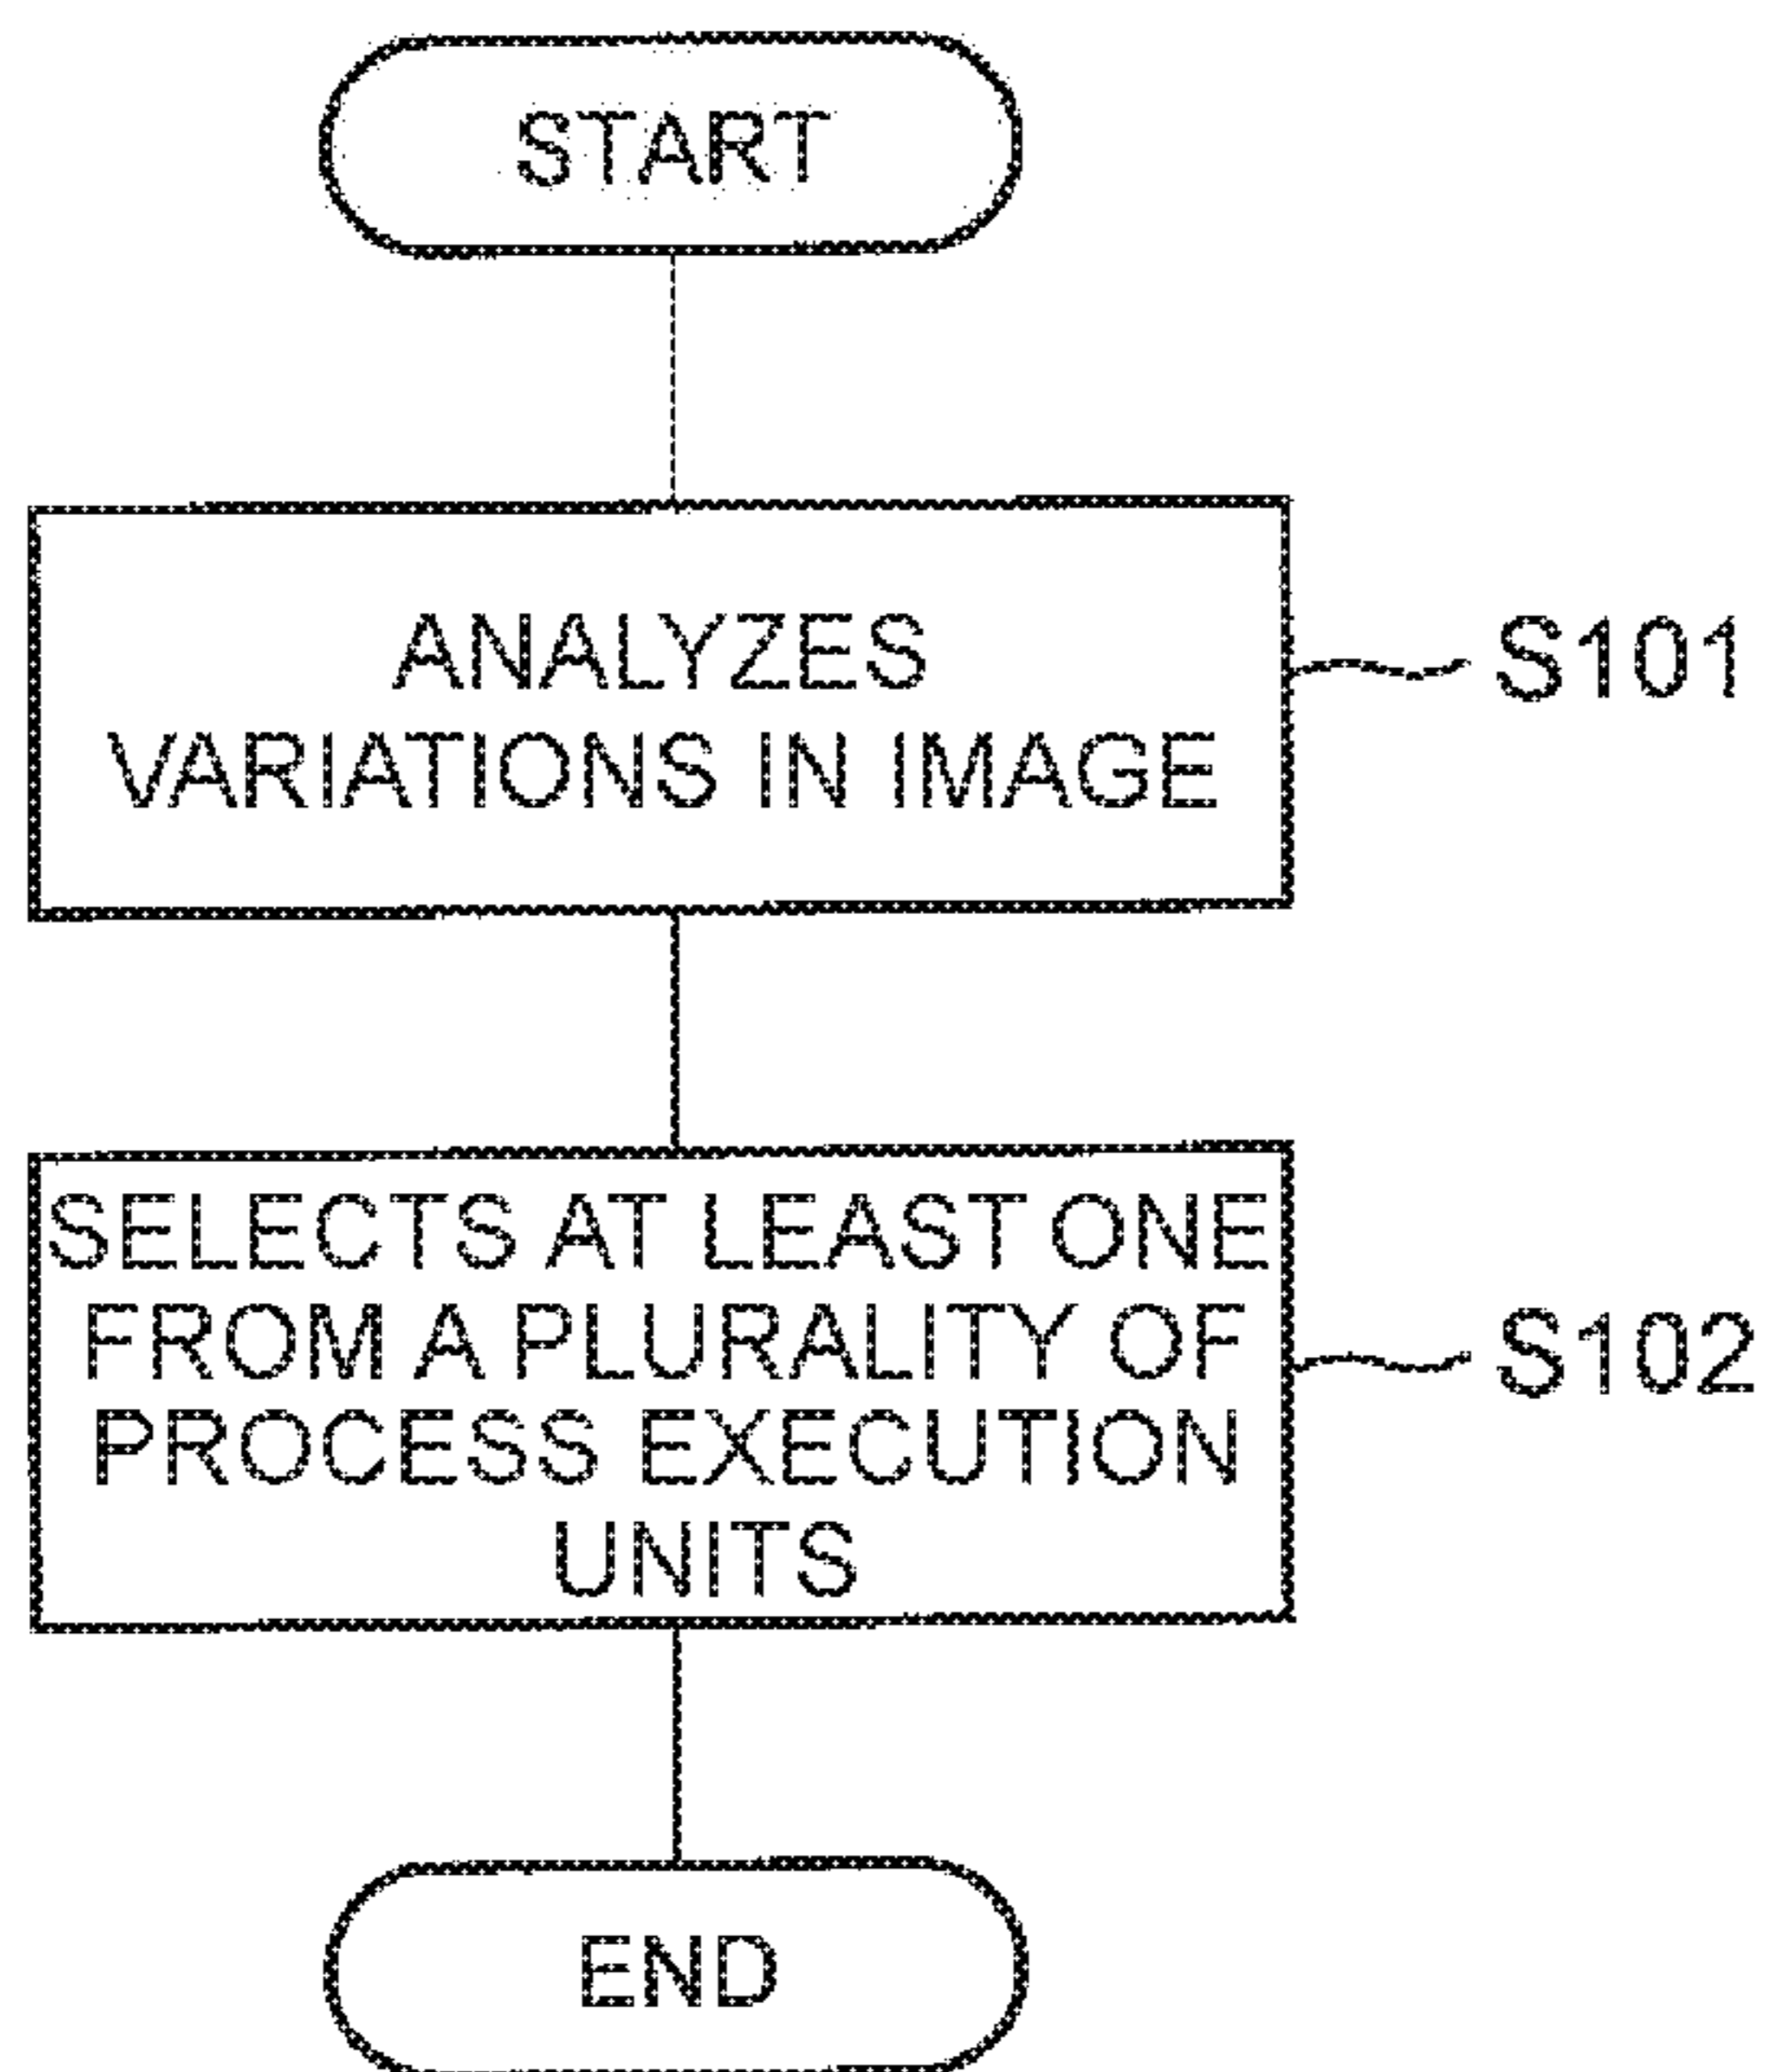 START
ANALYZES
VARIATIONS IN IMAGE
S101
SELECTS AT LEAST ONE
FROM A PLURALITY OF
PROCESS EXECUTION
UNITS
S102
END